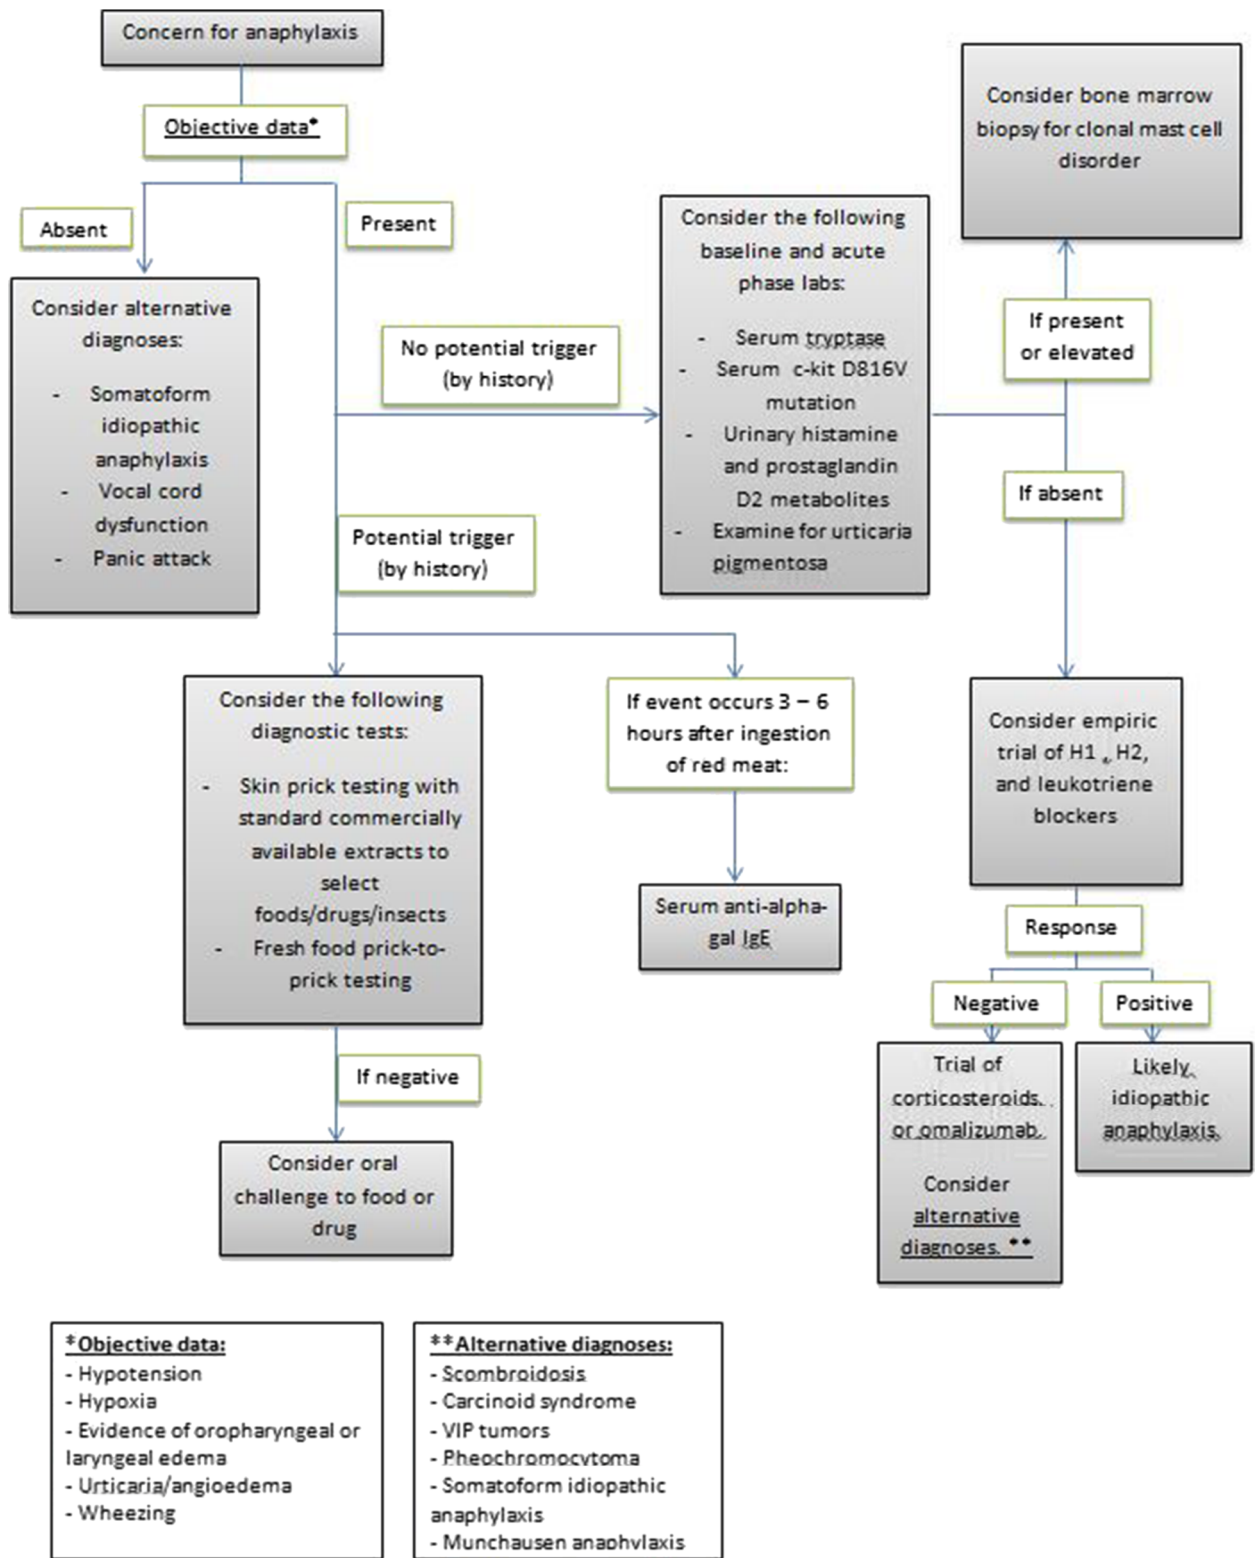 Concern for anaphylaxis
Objective data*
Absent
Present
Consider alternative
diagnoses:
- Somatoform
idiopathic
anaphylaxis
- Vocal cord
dysfunction
- Panic attack
No potential trigger
(by history)
Potential trigger
(by history)
Consider the following
baseline and acute
phase labs:
- Serum tryptase
- Serum c-kit D816V
mutation
- Urinary histamine
and prostaglandin
D2 metabolites
- Examine for urticaria
pigmentosa
Consider bone marrow
biopsy for clonal mast cell
disorder
If present
or elevated
If absent
Consider the following
diagnostic tests:
- Skin prick testing with
standard commercially
available extracts to
select
foods/drugs/insects
- Fresh food prick-to-
prick testing
If event occurs 3 – 6
hours after ingestion
of red meat:
Serum anti-alpha-
gal IgE
Consider empiric
trial of H1 , H2,
and leukotriene
blockers
Response
Negative
Positive
Trial of
corticosteroids.
or omalizumab.
Consider
alternative
diagnoses. **
Likely
idiopathic
anaphylaxis
If negative
Consider oral
challenge to food or
drug
*Objective data:
- Hypotension
- Hypoxia
- Evidence of oropharyngeal or
laryngeal edema
- Urticaria/angioedema
- Wheezing
**Alternative diagnoses:
- Scombroidosis
- Carcinoid syndrome
- VIP tumors
- Pheochromocytoma
- Somatoform idiopathic
anaphylaxis
- Munchausen anaphylaxis